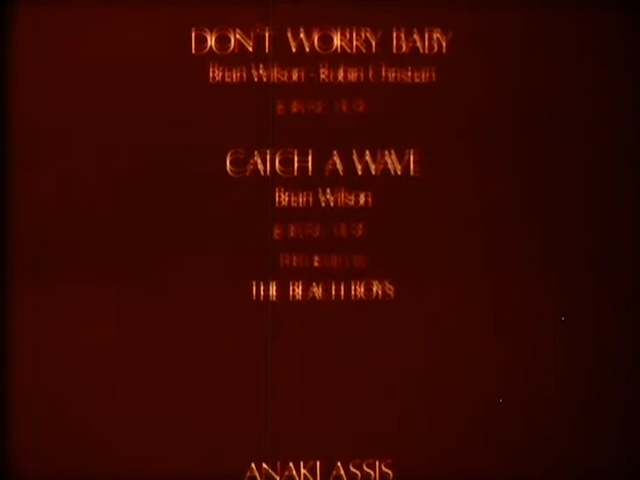 DON'T WORRY BABY
Brian Wilson - Robin Christian
CATCH A WAVE
Brian Wilson
THE BEACH BOYS
ANAKLASSIS